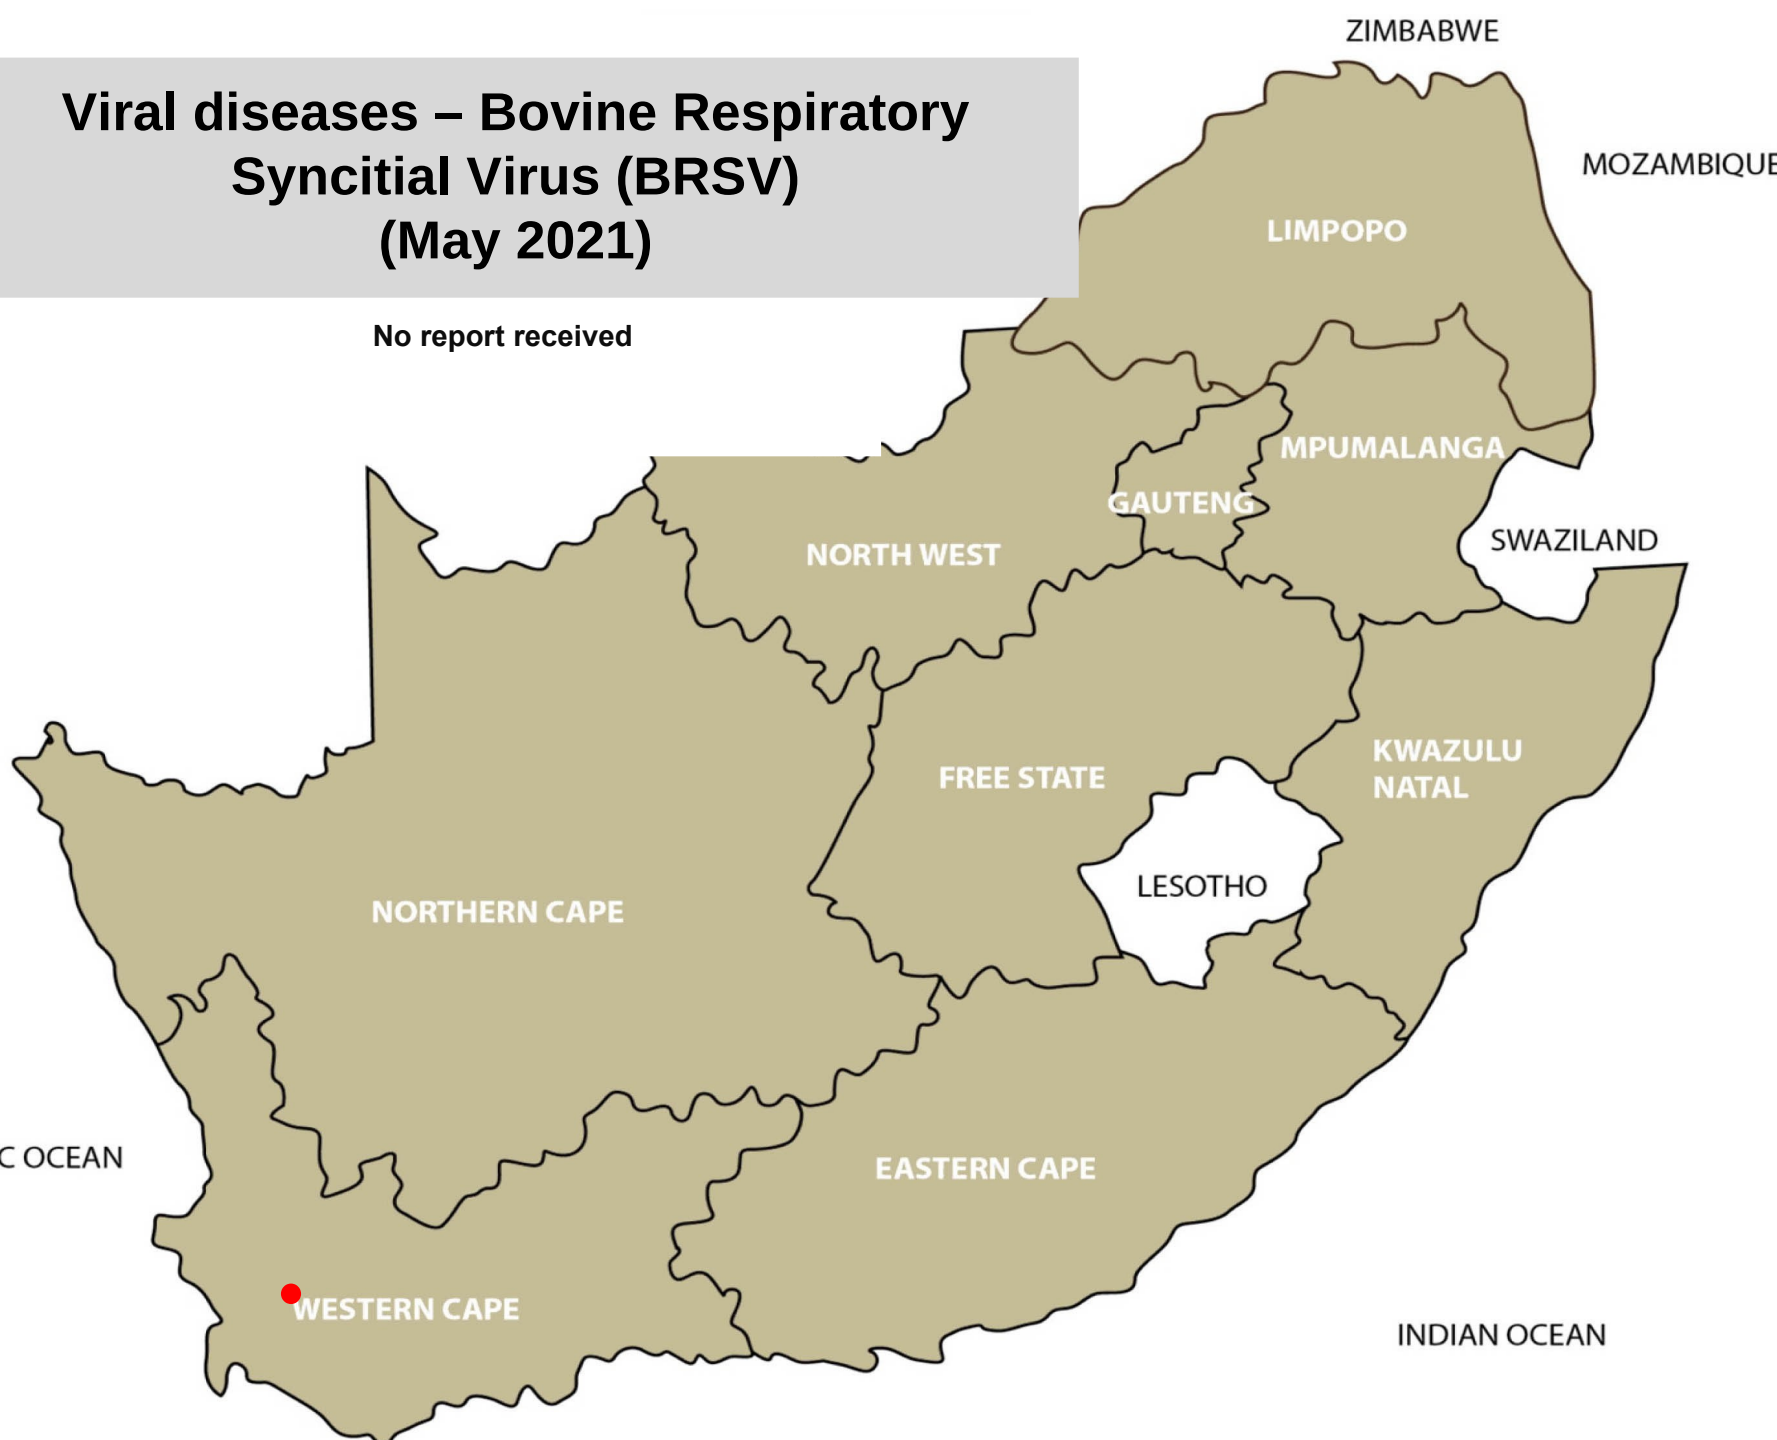 ZIMBABWE
Viral diseases – Bovine Respiratory
Syncitial Virus (BRSV)
(May 2021)
MOZAMBIQUE
LIMPOPO
No report received
MPUMALANGA
GAUTENG
SWAZILAND
NORTH WEST
KWAZULU
NATAL
FREE STATE
LESOTHO
NORTHERN CAPE
C OCEAN
EASTERN CAPE
WESTERN CAPE
INDIAN OCEAN